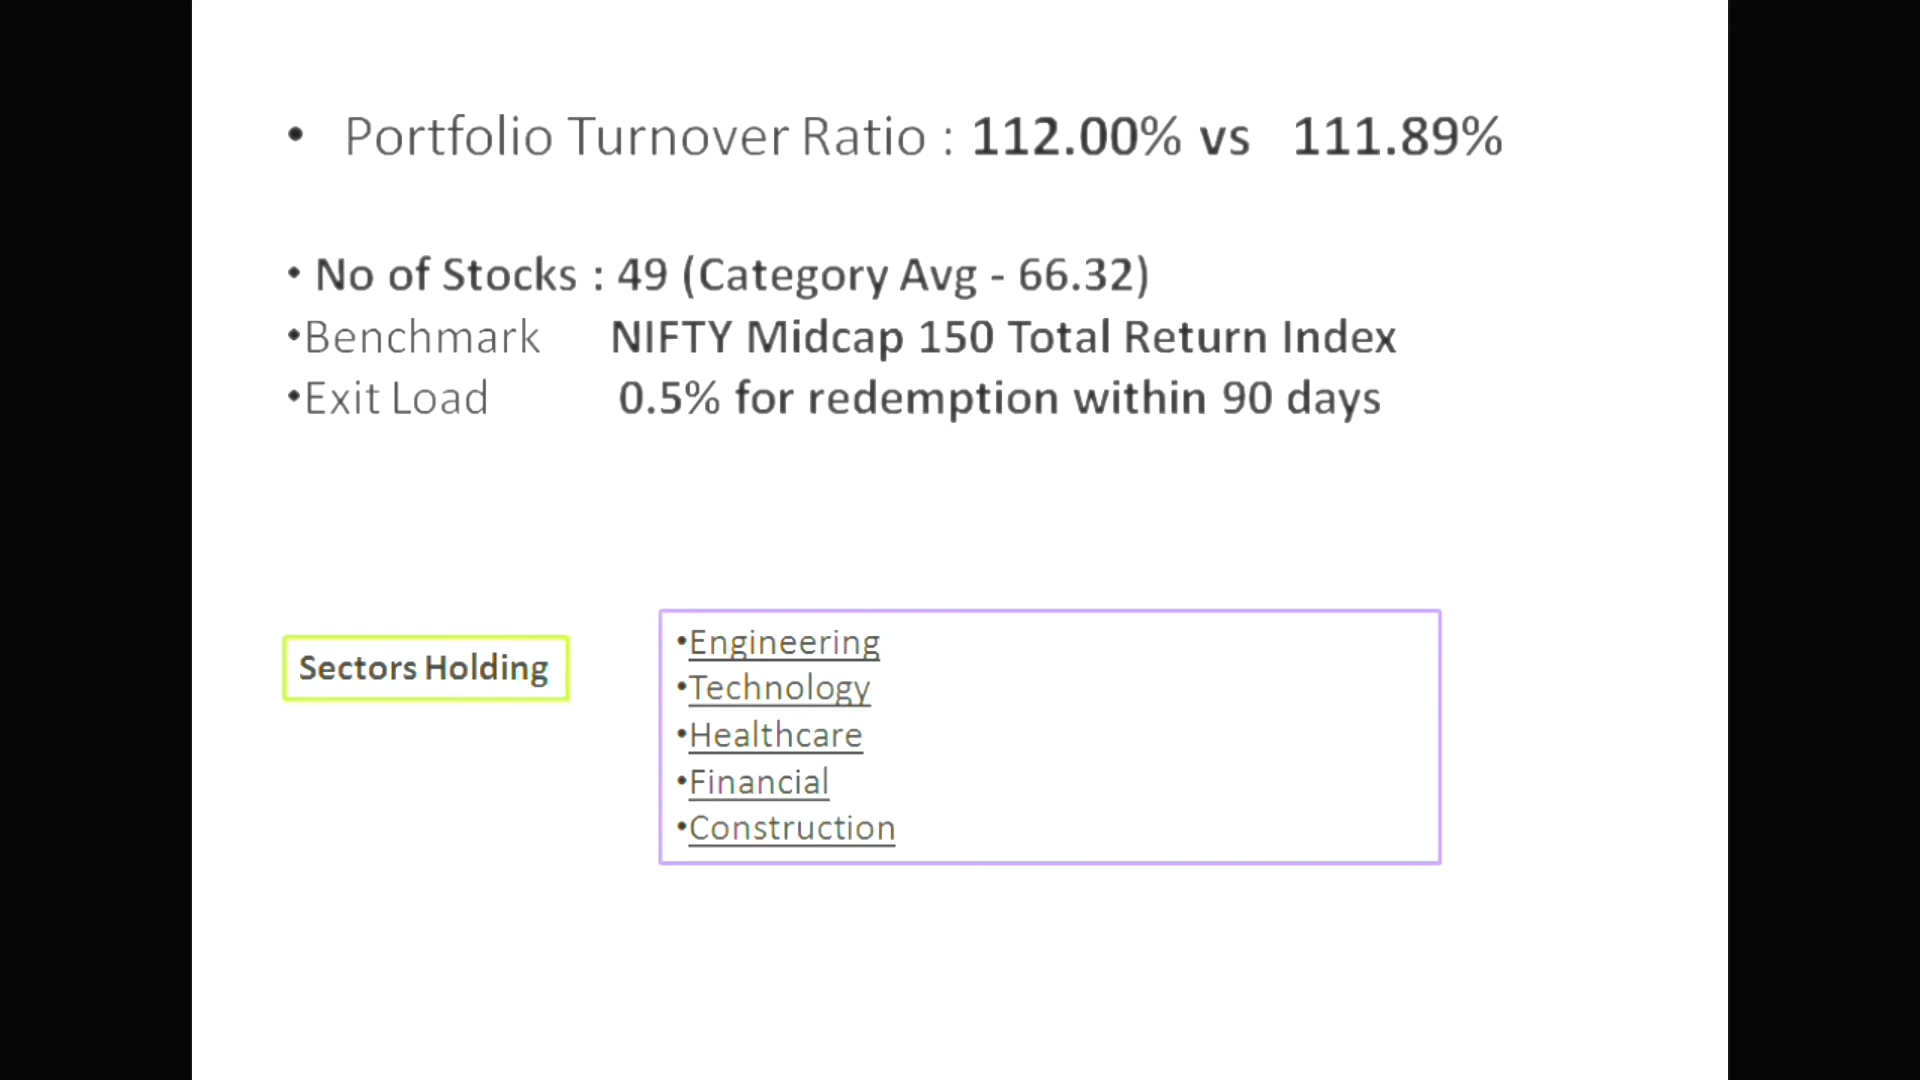 • Portfolio Turnover Ratio : 112.00% vs 111.89%
• No of Stocks : 49 (Category Avg - 66.32)
•Benchmark NIFTY Midcap 150 Total Return Index
•Exit Load 0.5% for redemption within 90 days
Sectors Holding
•Engineering
•Technology
•Healthcare
•Financial
•Construction